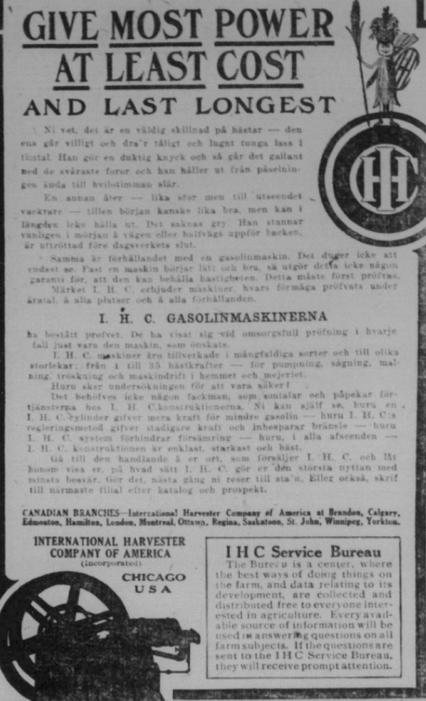 GIVE MOST POWER
AT LEAST COST
AND LAST LONGEST
Ni vet, det är en väldig skillnad på hästar — den
ena går villigt och dra'r tåligt och lugnt tunga lass i
tiotal. Han gör en duktig knyck och så går det gallant
med de svåraste foror och han håller ut från
gen ända till hvilotimman slår.
En annan åter — lika stor men till utseendet
vackrare — tillen början kanske lika bra, men kan i
längden icke hålla ut. Det saknas gry. Han stannar
vanligen i början å vägen eller halfvägs uppför backen,
är uttröttad före dagsverkets slut.
Samma är förhållandet med en gasolinmaskin. Det duger icke att
endast se. Fast en maskin börjar lätt och bra, så utgör detta icke någon
garanti för, att den kan behålla hastigheten. Detta måste först pröfvas.
Märket I. H. C. erbjuder maskiner, hvars förmåga pröfvats under
åratal, å alla platser och å alla förhållanden.
I. H. C. GASOLINMASKINERNA
ha bestått profvet. De ha visat sig vid omsorgsfull pröfning i hvarje
fall just vara den maskin, som önskats.
I. H. C. maskiner äro tillverkade i mångfaldiga sorter och till olika
storlekar, från 1 till 35 hästkrafter — för pumpning, sågning, mal-
ning, tröskning och maskindrift i hemmet och mejeriet.
Huru sker undersökningen för att vara säker?
Det behöfves icke någon fackman, som
tjänsterna hos I. H. C.konstruktionerna. Ni kan själf se, huru en
I. H. C.cylinder gifver mera kraft för mindre gasolin — huru I. H. C:s
regleringsmetod gifver stadigare kraft och inbesparar bränsle — huru
I. H. C. system förhindrar försämring — huru, i alla afseenden —
I. H. C. konstruktionen är enklast, starkast och bäst.
Gå till den handlande å er ort, som försäljer I. H. C. och låt
honom visa er, på hvad sätt I. H. C. gör er den största nyttan med
minsta besvär. Gör det, nästa gång ni reser till sta'n. Eller också, skrif
till närmaste filial efter katalog och prospekt.
CANADIAN BRANCHES—International Harvester Company of America at Brandon, Calgary,
Edmonton, Hamilton, London, Montreal, Ottawa, Regina, Saskatoon, St. John, Winnipeg, Yorkton.
INTERNATIONAL HARVESTER
COMPANY OF AMERICA
(Incorporated)
CHICAGO
USA
IHC
I H C Service Bureau
The Bureau is a center, where
the best ways of doing things on
the farm, and data relating to its
development, are collected and
distributed free to everyone inter-
ested in agriculture. Every avail-
able source of information will be
used in answering questions on all
farm subjects. If the questions are
sent to the I H C Service Bureau,
they will receive prompt attention.